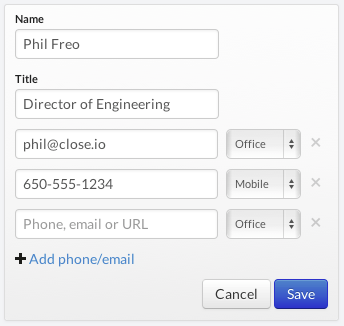 Name
Phil Freo
Title
Director of Engineering
phil@close.io Office ×
650-555-1234 Mobile ×
Phone, email or URL Office ×
+ Add phone/email
Cancel Save